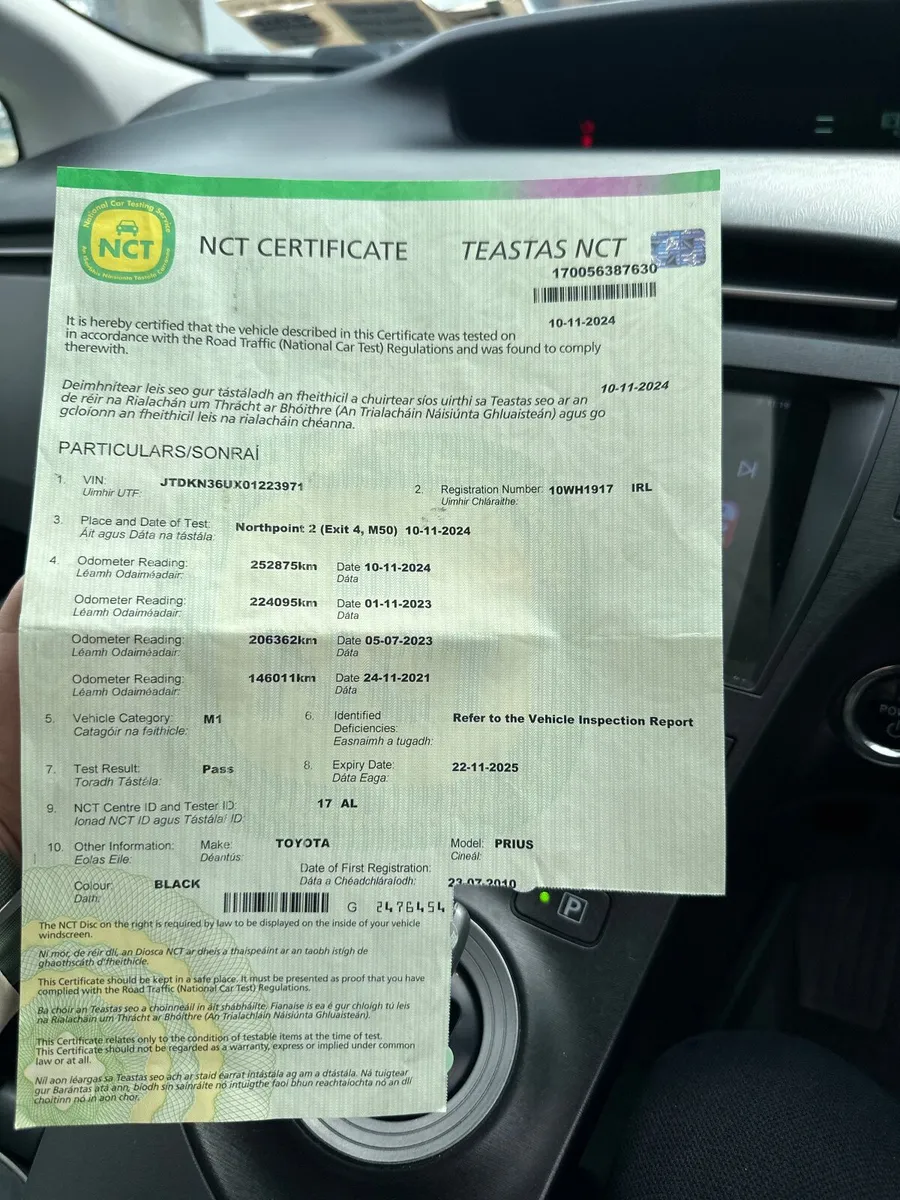 National Car Testing Service
NCT
NCT CERTIFICATE
TEASTAS NCT
170056387630
It is hereby certified that the vehicle described in this Certificate was tested on 10-11-2024
in accordance with the Road Traffic (National Car Test) Regulations and was found to comply
therewith.
Deimhnítear leis seo gur tástáladh an fheithicil a chuirtear síos uirthi sa Teastas seo ar an 10-11-2024
de réir na Rialachán um Thrácht ar Bhóithre (An Trialacháin Náisiúnta Ghluaisteán) agus go
gcloíonn an fheithicil leis na rialacháin chéanna.
PARTICULARS/SONRAÍ
1. VIN: JTDKN36UX01223971
Uimhir UTF:
2. Registration Number: 10WH1917 IRL
Uimhir Chláraithe:
3. Place and Date of Test: Northpoint 2 (Exit 4, M50) 10-11-2024
Áit agus Dáta na tástála:
4. Odometer Reading: 252875km Date 10-11-2024
Léamh Odaiméadair: Dáta
Odometer Reading: 224095km Date 01-11-2023
Léamh Odaiméadair: Dáta
Odometer Reading: 206362km Date 05-07-2023
Léamh Odaiméadair: Dáta
Odometer Reading: 146011km Date 24-11-2021
Léamh Odaiméadair: Dáta
5. Vehicle Category: M1
Catagóir na feithicle:
6. Identified
Deficiencies: Refer to the Vehicle Inspection Report
Easnaimh a tugadh:
7. Test Result: Pass
Toradh Tástála:
8. Expiry Date: 22-11-2025
Dáta Eaga:
9. NCT Centre ID and Tester ID: 17 AL
Ionad NCT ID agus Tástálaí ID:
10. Other Information: Make: TOYOTA Model: PRIUS
Eolas Eile: Déantús: Cineál:
Date of First Registration: 23-07-2010
Dáta a Chéadchláraíodh:
Colour: BLACK
Dath:
G 2476454
The NCT Disc on the right is required by law to be displayed on the inside of your vehicle
windscreen.
Ní mór, de réir dlí, an Diosca NCT ar dheis a thaispeáint ar an taobh istigh de
ghaothscáth d'fheithicle.
This Certificate should be kept in a safe place. It must be presented as proof that you have
complied with the Road Traffic (National Car Test) Regulations.
Ba chóir an Teastas seo a choinneáil in áit shábháilte. Fianaise is ea é gur chloígh tú leis
na Rialacháin um Thrácht ar Bhóithre (An Trialachláin Náisiúnta Ghluaisteán).
This Certificate relates only to the condition of testable items at the time of test.
This Certificate should not be regarded as a warranty, express or implied under common
law or at all.
Níl aon léargas sa Teastas seo ach ar staid earraí intástála ag am a dtástála. Ná tuigtear
gur Barántas atá ann, bíodh sin sainráite nó intuigthe faoi bhun reachtaíochta nó an dlí
choitinn nó in aon chor.
P